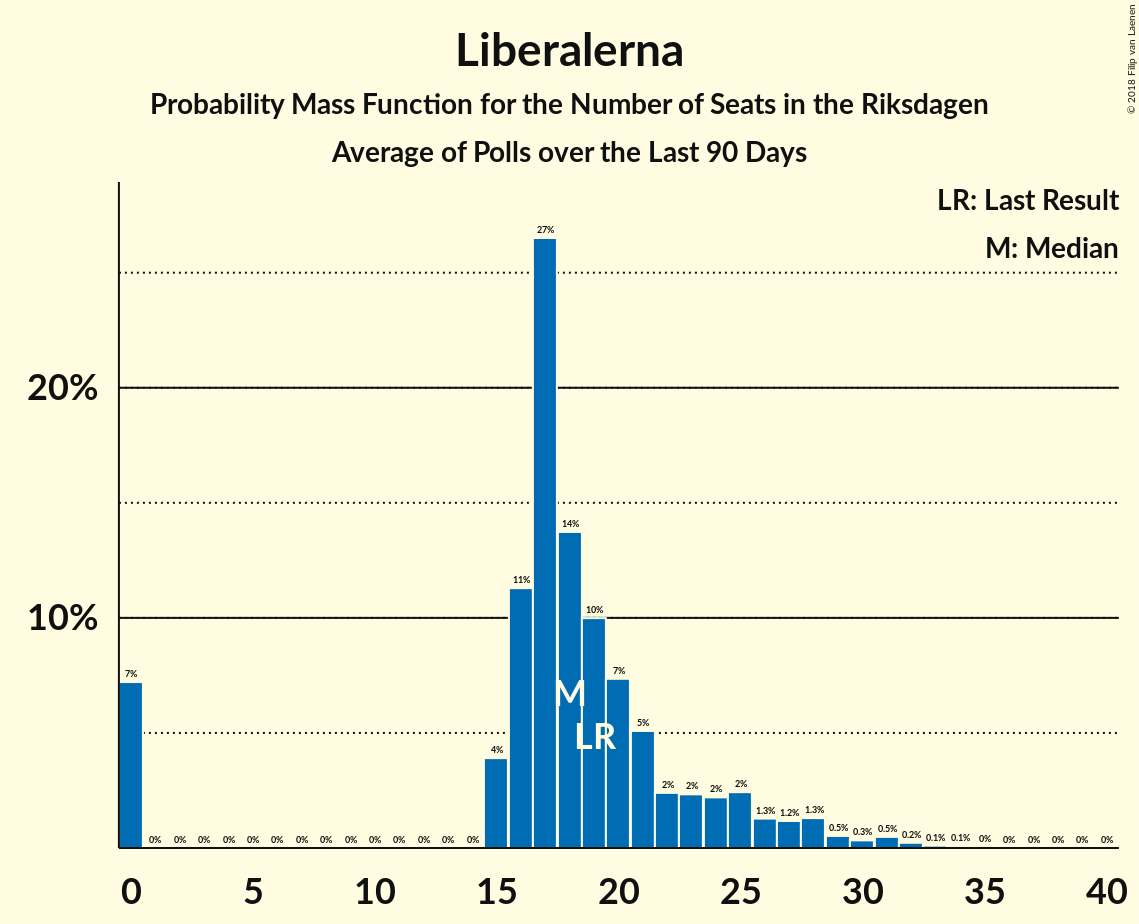 Liberalerna
Probability Mass Function for the Number of Seats in the Riksdagen
Average of Polls over the Last 90 Days
© 2018 Filip van Laenen
LR: Last Result
M: Median
20%
10%
7% 0% 0% 0% 0% 0% 0% 0% 0% 0% 0% 0% 0% 0% 0% 4% 11% 27% 14% 10% 7% 5% 2% 2% 2% 2% 1.3% 1.2% 1.3% 0.5% 0.3% 0.5% 0.2% 0.1% 0.1% 0% 0% 0% 0% 0% 0%
M
LR
0 5 10 15 20 25 30 35 40